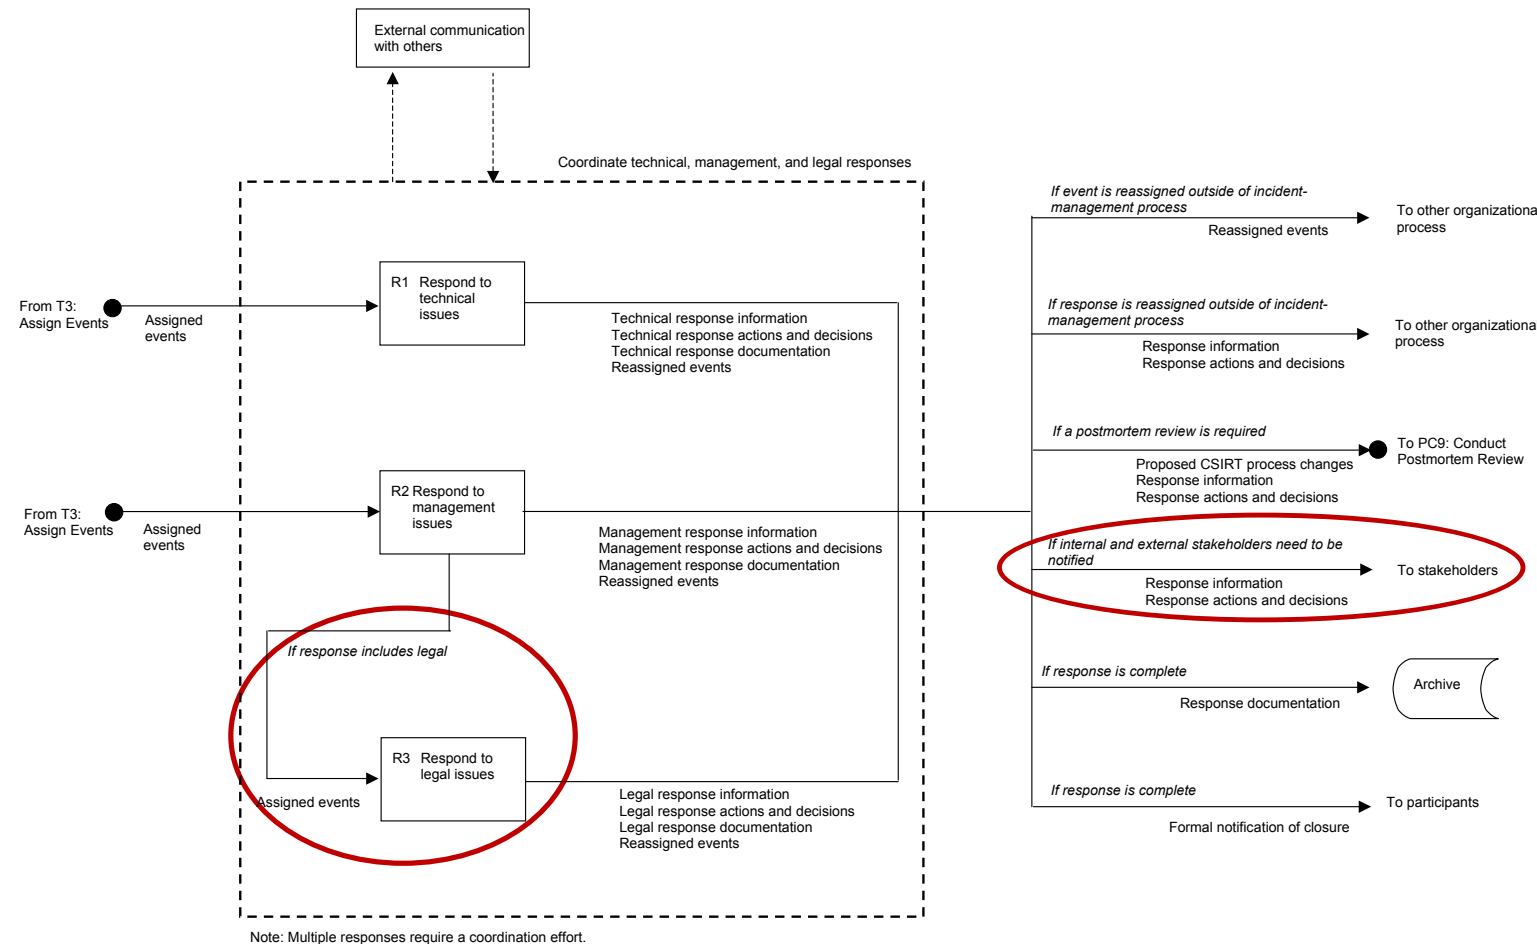 External communication
with others
Coordinate technical, management, and legal responses
From T3:
Assign Events
Assigned
events
R1 Respond to
technical
issues
Technical response information
Technical response actions and decisions
Technical response documentation
Reassigned events
From T3:
Assign Events
Assigned
events
R2 Respond to
management
issues
Management response information
Management response actions and decisions
Management response documentation
Reassigned events
If response includes legal
Assigned events
R3 Respond to
legal issues
Legal response information
Legal response actions and decisions
Legal response documentation
Reassigned events
If event is reassigned outside of incident-
management process
Reassigned events
To other organizationa
process
If response is reassigned outside of incident-
management process
Response information
Response actions and decisions
To other organizationa
process
If a postmortem review is required
Proposed CSIRT process changes
Response information
Response actions and decisions
To PC9: Conduct
Postmortem Review
If internal and external stakeholders need to be
notified
Response information
Response actions and decisions
To stakeholders
If response is complete
Response documentation
Archive
If response is complete
Formal notification of closure
To participants
Note: Multiple responses require a coordination effort.